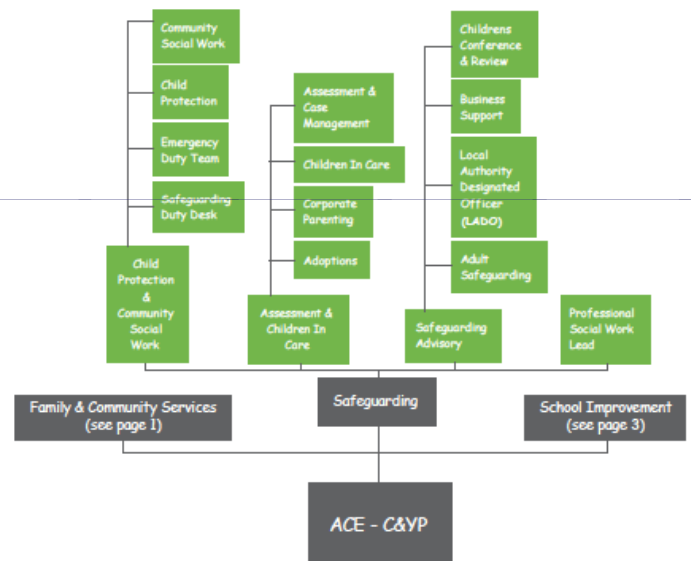 Community
Social Work
Child
Protection
Emergency
Duty Team
Safeguarding
Duty Desk
Child
Protection
&
Community
Social
Work
Assessment &
Case
Management
Children In Care
Corporate
Parenting
Adoptions
Assessment &
Children In
Care
Childrens
Conference
& Review
Business
Support
Local
Authority
Designated
Officer
(LADO)
Adult
Safeguarding
Safeguarding
Advisory
Professional
Social Work
Lead
Family & Community Services
(see page 1)
Safeguarding
School Improvement
(see page 3)
ACE - C&YP